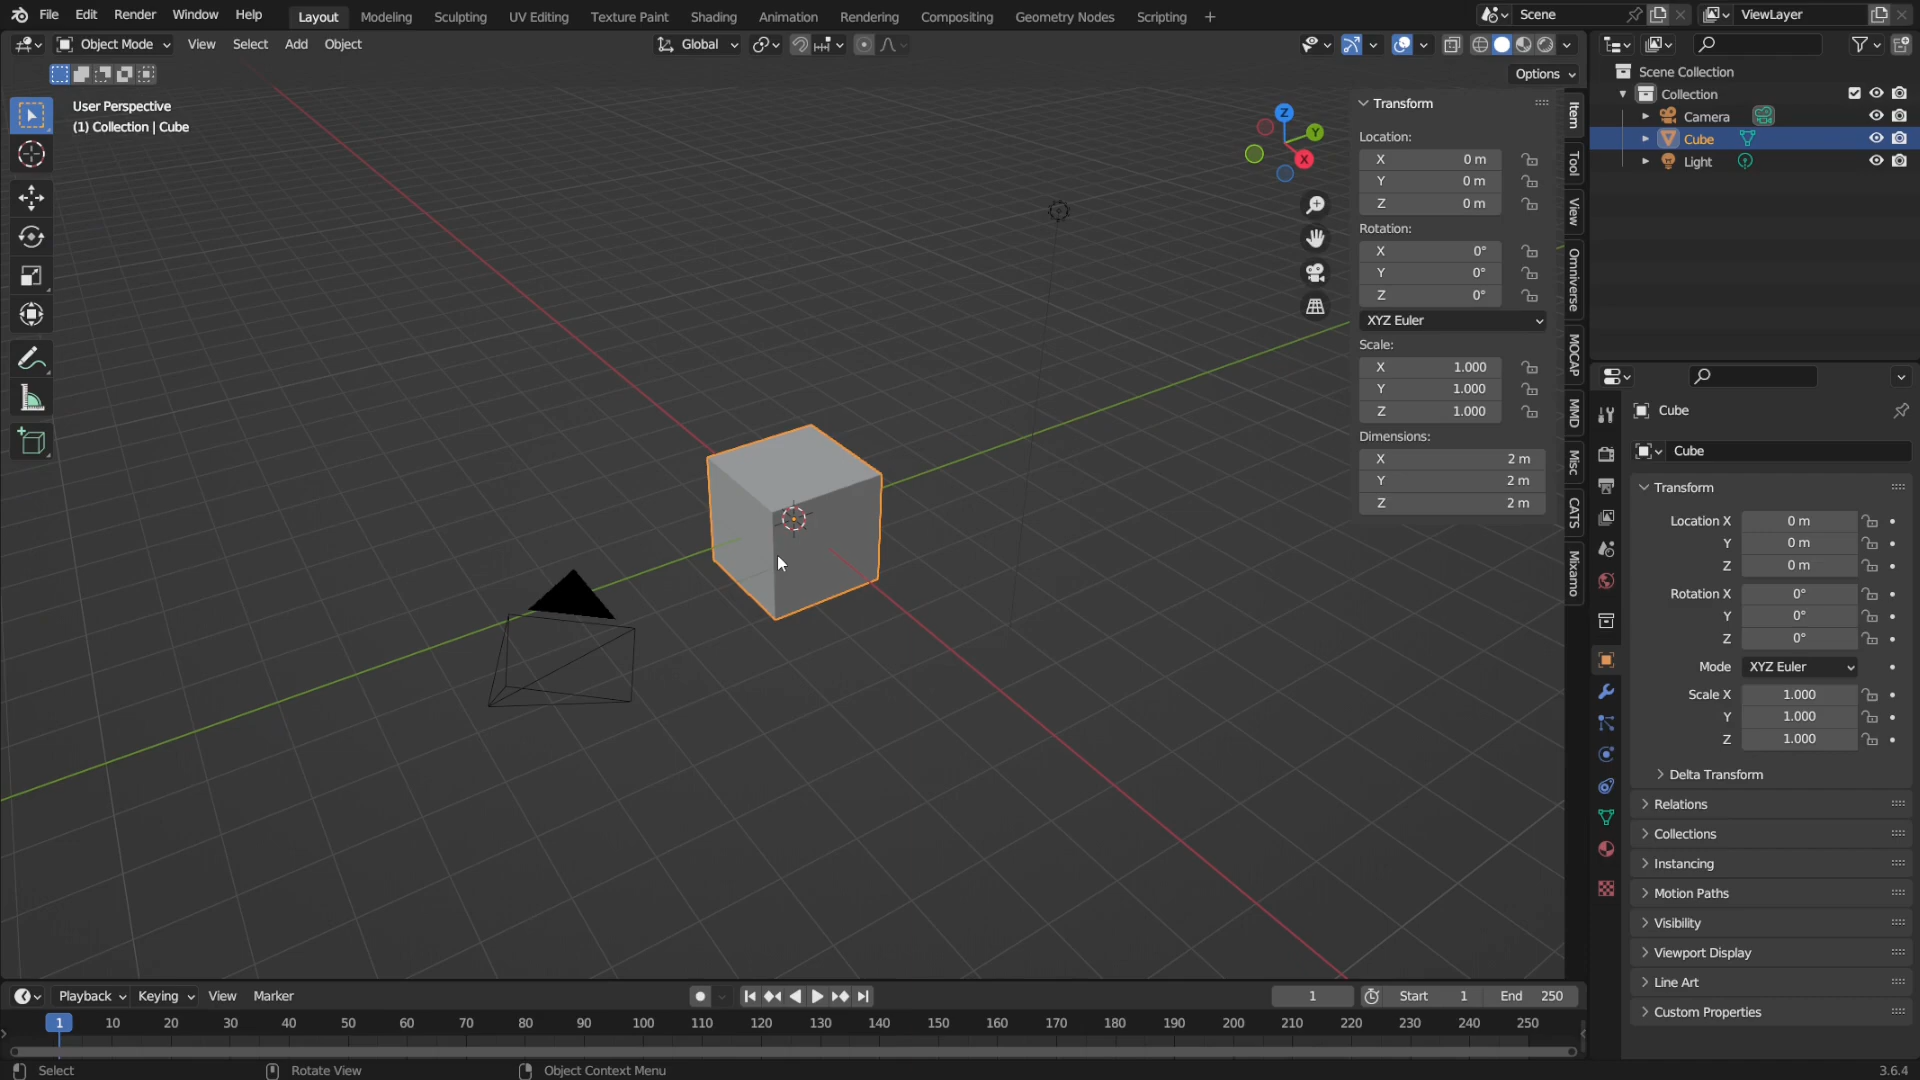 File Edit Render Window Help Layout Modeling Sculpting UV Editing Texture Paint Shading Animation Rendering Compositing Geometry Nodes Scripting + Scene ViewLayer
Object Mode View Select Add Object Global
Options
User Perspective
(1) Collection | Cube
Z
Y
X
Transform
Location:
X 0 m
Y 0 m
Z 0 m
Rotation:
X 0°
Y 0°
Z 0°
XYZ Euler
Scale:
X 1.000
Y 1.000
Z 1.000
Dimensions:
X 2 m
Y 2 m
Z 2 m
Item
Tool
View
Omniverse
MOCAP
MMD
Misc
CATS
Mixamo
Scene Collection
Collection
Camera
Cube
Light
Cube
Cube
Transform
Location X 0 m
Y 0 m
Z 0 m
Rotation X 0°
Y 0°
Z 0°
Mode XYZ Euler
Scale X 1.000
Y 1.000
Z 1.000
Delta Transform
Relations
Collections
Instancing
Motion Paths
Visibility
Viewport Display
Line Art
Custom Properties
Playback Keying View Marker 1 Start 1 End 250
1 10 20 30 40 50 60 70 80 90 100 110 120 130 140 150 160 170 180 190 200 210 220 230 240 250
Select Rotate View Object Context Menu 3.6.4